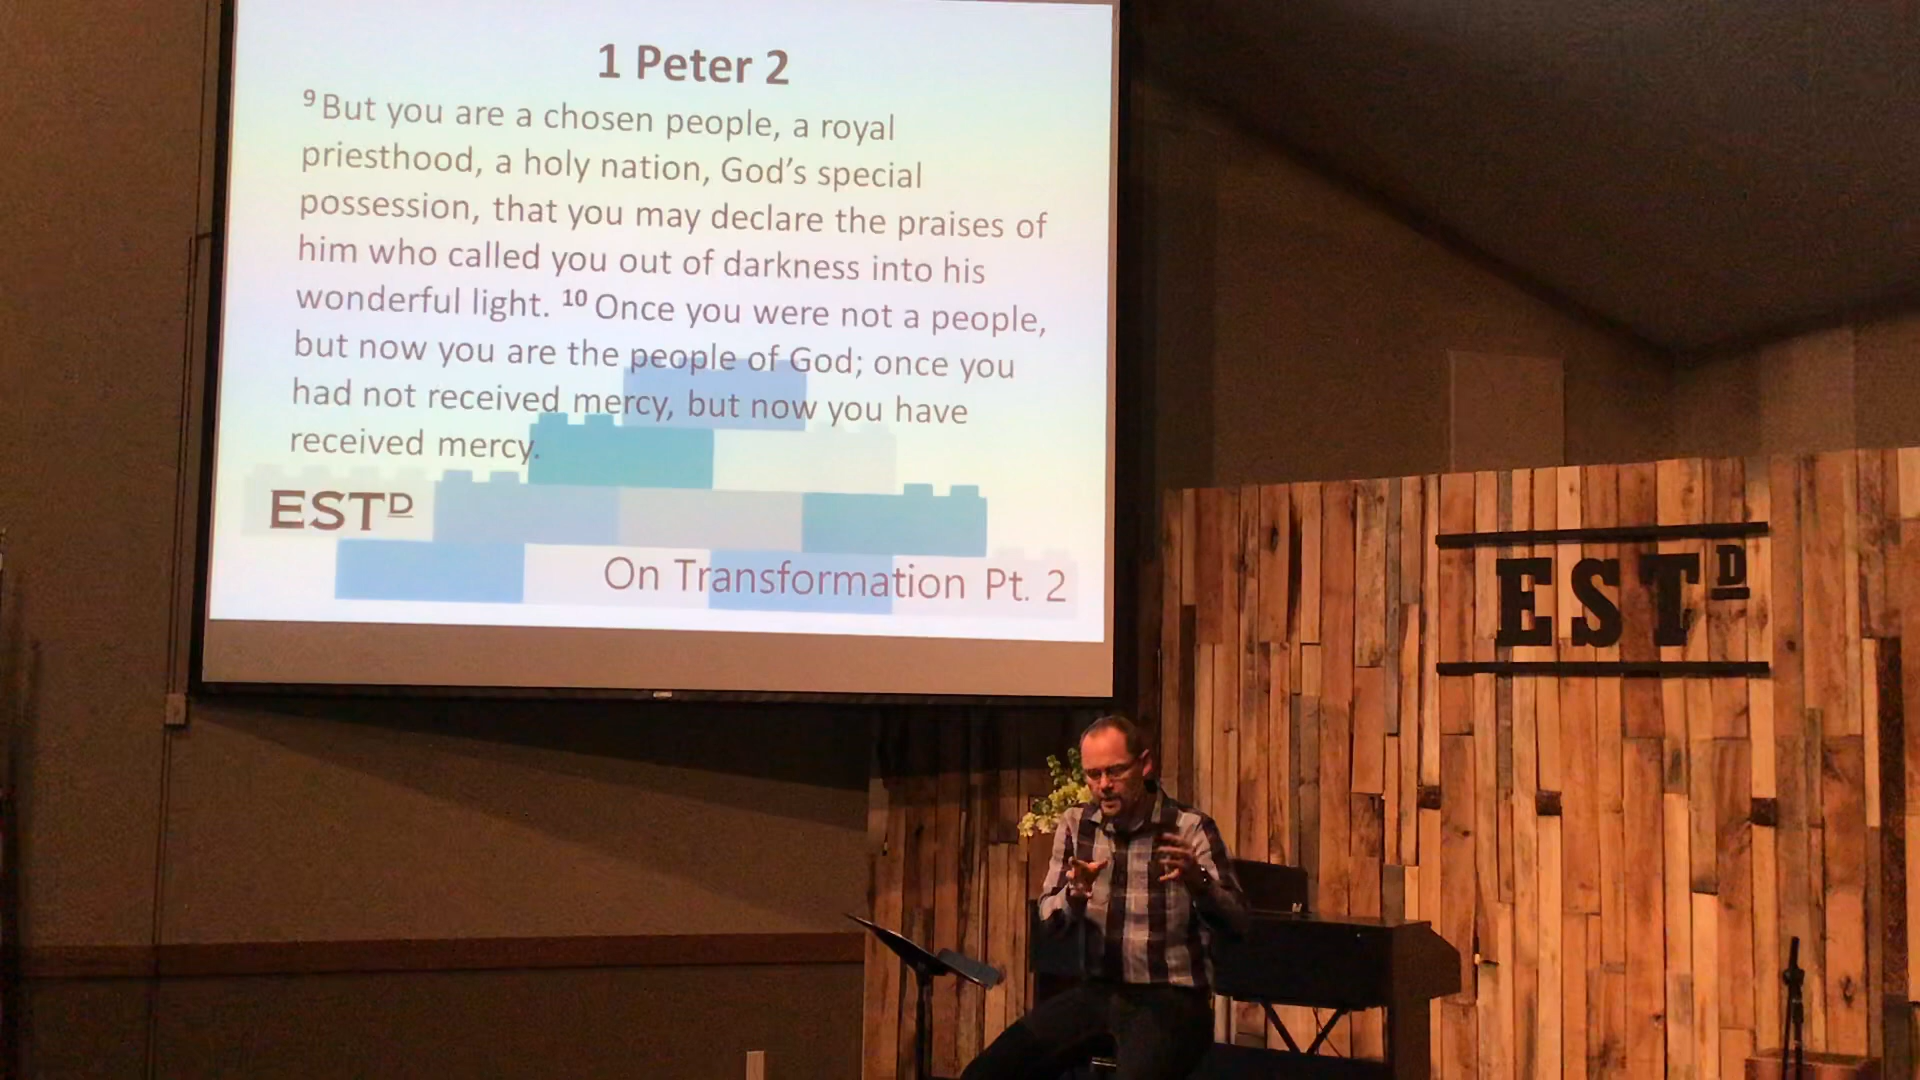 1 Peter 2
9 But you are a chosen people, a royal
priesthood, a holy nation, God's special
possession, that you may declare the praises of
him who called you out of darkness into his
wonderful light. 10 Once you were not a people,
but now you are the people of God; once you
had not received mercy, but now you have
received mercy.
ESTD
On Transformation Pt. 2
ESTD